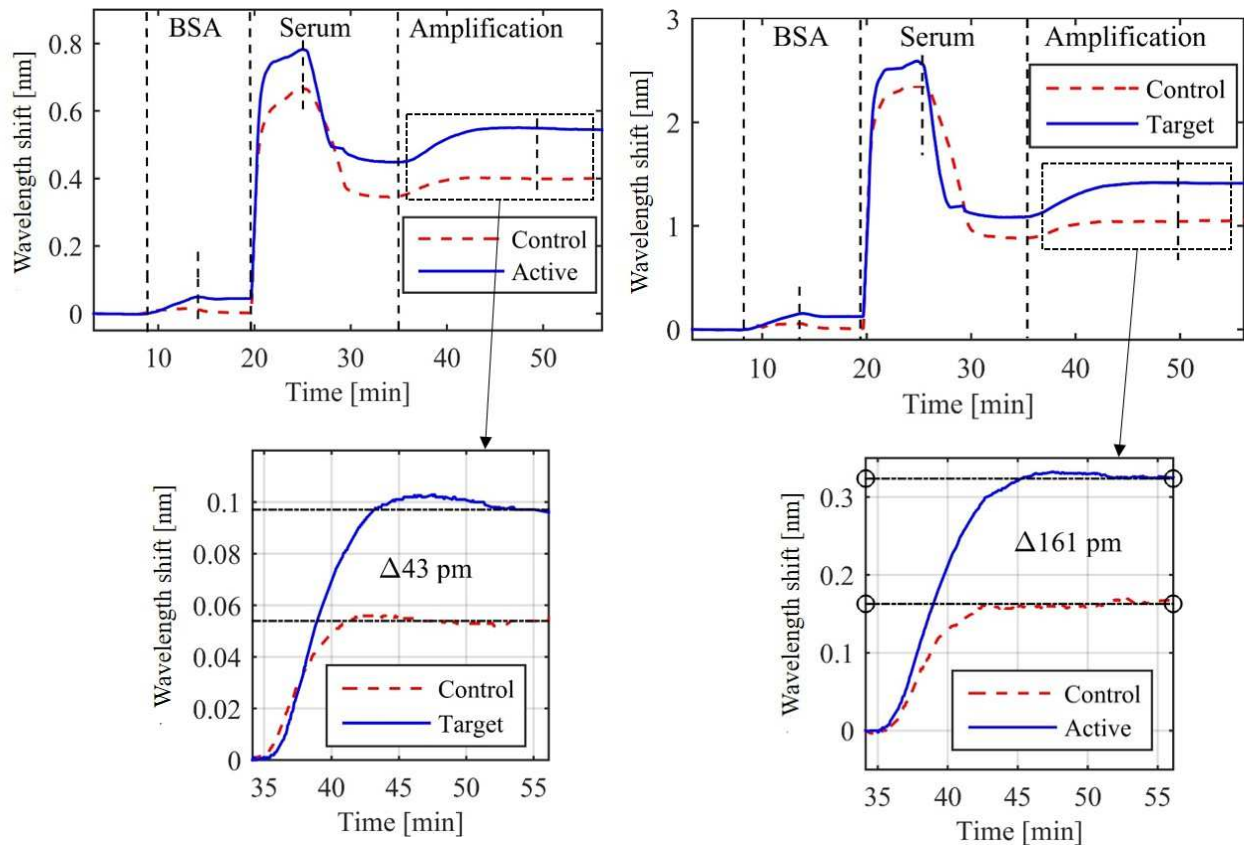 BSA Serum Amplification
Wavelength shift [nm]
0.8
0.6
0.4
0.2
0
Control
Active
10 20 30 40 50
Time [min]
BSA Serum Amplification
Wavelength shift [nm]
3
2
1
0
Control
Target
10 20 30 40 50
Time [min]
Wavelength shift [nm]
0.1
0.08
0.06
0.04
0.02
0
Δ43 pm
Control
Target
35 40 45 50 55
Time [min]
Wavelength shift [nm]
0.3
0.2
0.1
0
Δ161 pm
Control
Active
35 40 45 50 55
Time [min]